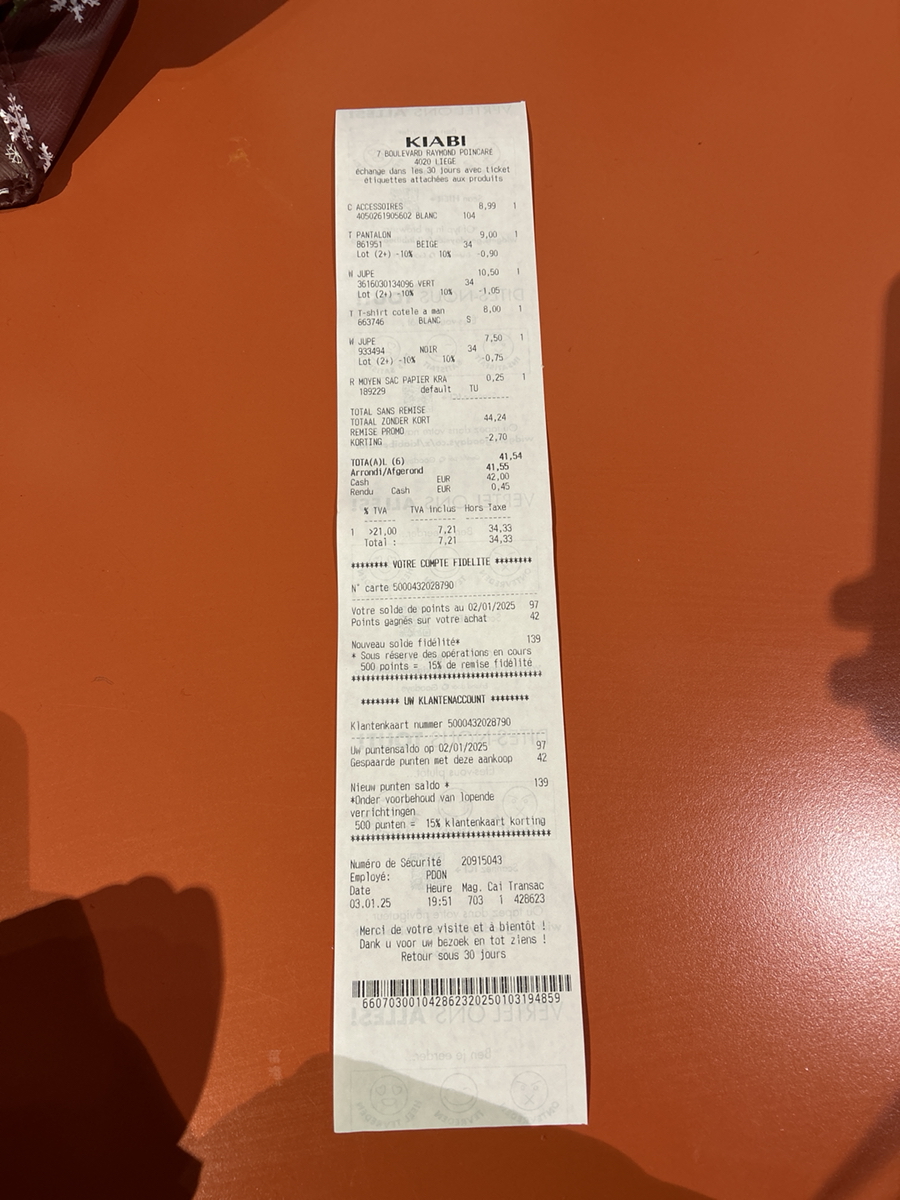 KIABI
7 BOULEVARD RAYMOND POINCARE
4020 LIEGE
échange dans les 30 jours avec ticket
étiquettes attachées aux produits
C ACCESSOIRES 8,99 1
4050261905602 BLANC 104
T PANTALON 9,00 1
861951 BEIGE 34
Lot (2+) -10% 10% -0,90
W JUPE 10,50 1
3616030134096 VERT 34
Lot (2+) -10% 10% -1,05
T T-shirt cotele a man 8,00 1
663746 BLANC S
W JUPE 7,50 1
933494 NOIR 34
Lot (2+) -10% 10% -0,75
R MOYEN SAC PAPIER KRA 0,25 1
189229 default TU
TOTAL SANS REMISE
TOTAAL ZONDER KORT 44,24
REMISE PROMO
KORTING -2,70
TOTA(A)L (6) 41,54
Arrondi/Afgerond 41,55
Cash EUR 42,00
Rendu Cash EUR 0,45
% TVA TVA inclus Hors Taxe
1 >21,00 7,21 34,33
Total : 7,21 34,33
******** VOTRE COMPTE FIDELITE ********
N° carte 5000432028790
Votre solde de points au 02/01/2025 97
Points gagnés sur votre achat 42
Nouveau solde fidélité* 139
* Sous réserve des opérations en cours
500 points = 15% de remise fidélité
****************************************
******** UW KLANTENACCOUNT ********
Klantenkaart nummer 5000432028790
Uw puntensaldo op 02/01/2025 97
Gespaarde punten met deze aankoop 42
Nieuw punten saldo * 139
*Onder voorbehoud van lopende
verrichtingen
500 punten = 15% klantenkaart korting
****************************************
Numéro de Sécurité 20915043
Employé: PDON
Date Heure Mag. Cai Transac
03.01.25 19:51 703 1 428623
Merci de votre visite et à bientôt !
Dank u voor uw bezoek en tot ziens !
Retour sous 30 jours
6607030010428623202501031948​59